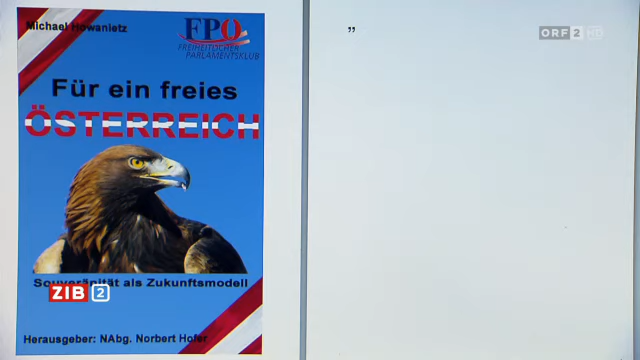 Michael Howanietz
FPÖ
FREIHEITLICHER
PARLAMENTSKLUB
Für ein freies
ÖSTERREICH
Souveränität als Zukunftsmodell
Herausgeber: NAbg. Norbert Hofer
ZIB 2
„
ORF 2 HD